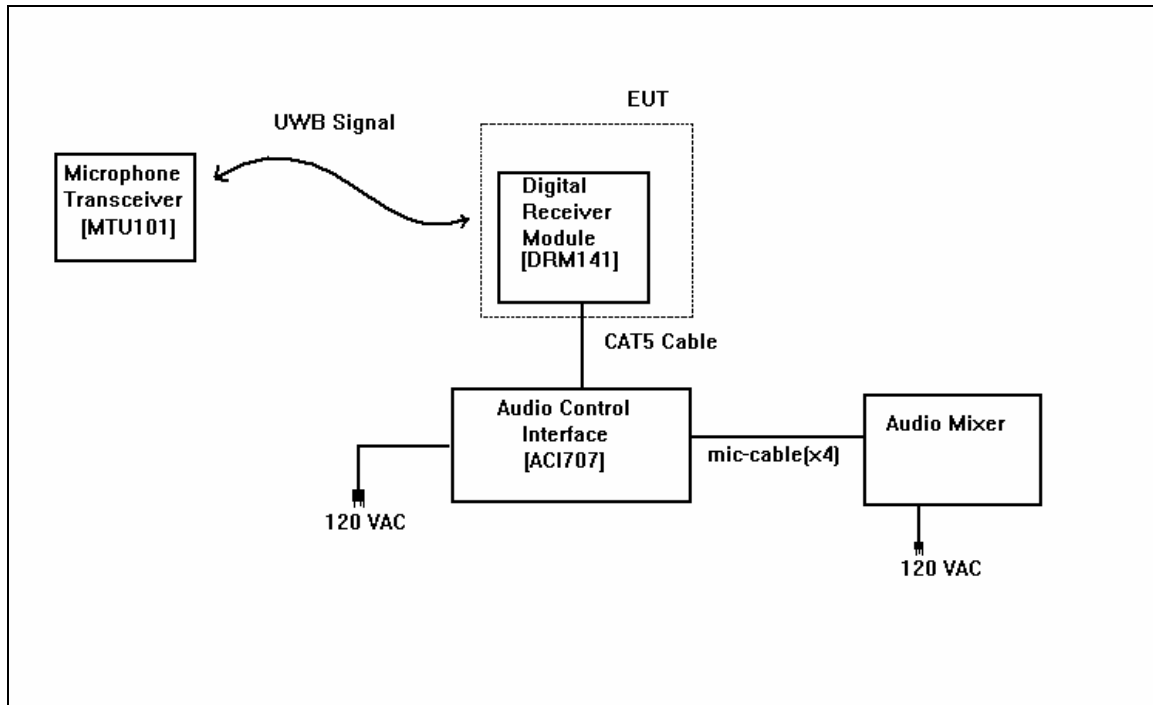 EUT
UWB Signal
Microphone
Transceiver
[MTU101]
Digital
Receiver
Module
[DRM141]
CAT5 Cable
Audio Control
Interface
[ACI707]
Audio Mixer
mic-cable(x4)
120 VAC
120 VAC